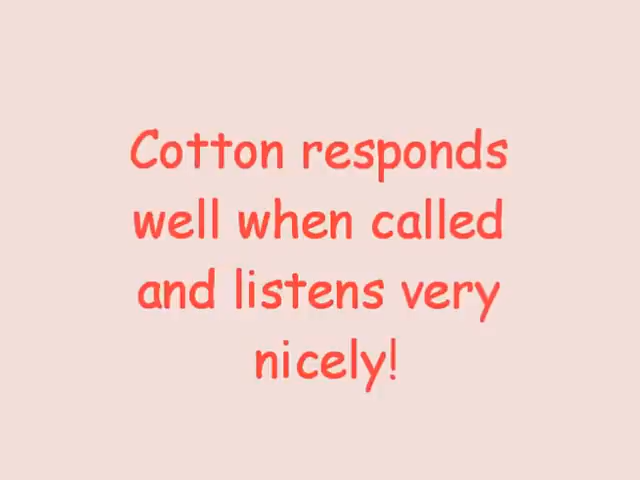 Cotton responds
well when called
and listens very
nicely!